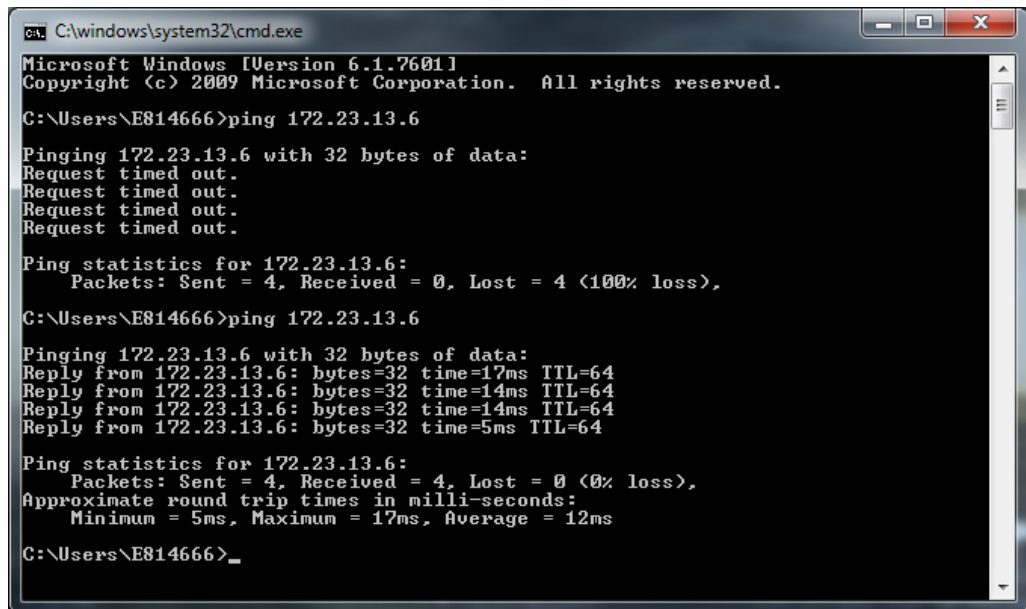 C:\windows\system32\cmd.exe
Microsoft Windows [Version 6.1.7601]
Copyright (c) 2009 Microsoft Corporation.  All rights reserved.
C:\Users\E814666>ping 172.23.13.6
Pinging 172.23.13.6 with 32 bytes of data:
Request timed out.
Request timed out.
Request timed out.
Request timed out.
Ping statistics for 172.23.13.6:
    Packets: Sent = 4, Received = 0, Lost = 4 (100% loss),
C:\Users\E814666>ping 172.23.13.6
Pinging 172.23.13.6 with 32 bytes of data:
Reply from 172.23.13.6: bytes=32 time=17ms TTL=64
Reply from 172.23.13.6: bytes=32 time=14ms TTL=64
Reply from 172.23.13.6: bytes=32 time=14ms TTL=64
Reply from 172.23.13.6: bytes=32 time=5ms TTL=64
Ping statistics for 172.23.13.6:
    Packets: Sent = 4, Received = 4, Lost = 0 (0% loss),
Approximate round trip times in milli-seconds:
    Minimum = 5ms, Maximum = 17ms, Average = 12ms
C:\Users\E814666>_